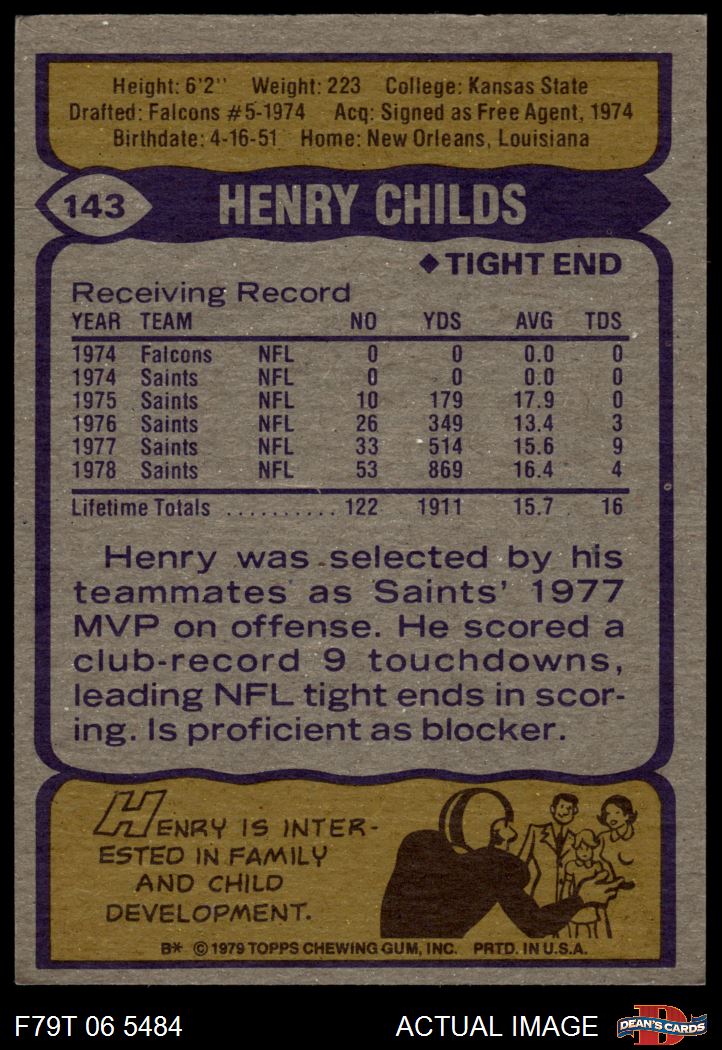 Height: 6'2'' Weight: 223 College: Kansas State
Drafted: Falcons #5-1974 Acq: Signed as Free Agent, 1974
Birthdate: 4-16-51 Home: New Orleans, Louisiana
143 HENRY CHILDS
◆TIGHT END
Receiving Record
YEAR TEAM NO YDS AVG TDS
1974 Falcons NFL 0 0 0.0 0
1974 Saints NFL 0 0 0.0 0
1975 Saints NFL 10 179 17.9 0
1976 Saints NFL 26 349 13.4 3
1977 Saints NFL 33 514 15.6 9
1978 Saints NFL 53 869 16.4 4
Lifetime Totals .......... 122 1911 15.7 16
Henry was selected by his
teammates as Saints' 1977
MVP on offense. He scored a
club-record 9 touchdowns,
leading NFL tight ends in scor-
ing. Is proficient as blocker.
HENRY IS INTER-
ESTED IN FAMILY
AND CHILD
DEVELOPMENT.
B* © 1979 TOPPS CHEWING GUM, INC. PRTD. IN U.S.A.
F79T 06 5484 ACTUAL IMAGE D DEAN'S CARDS